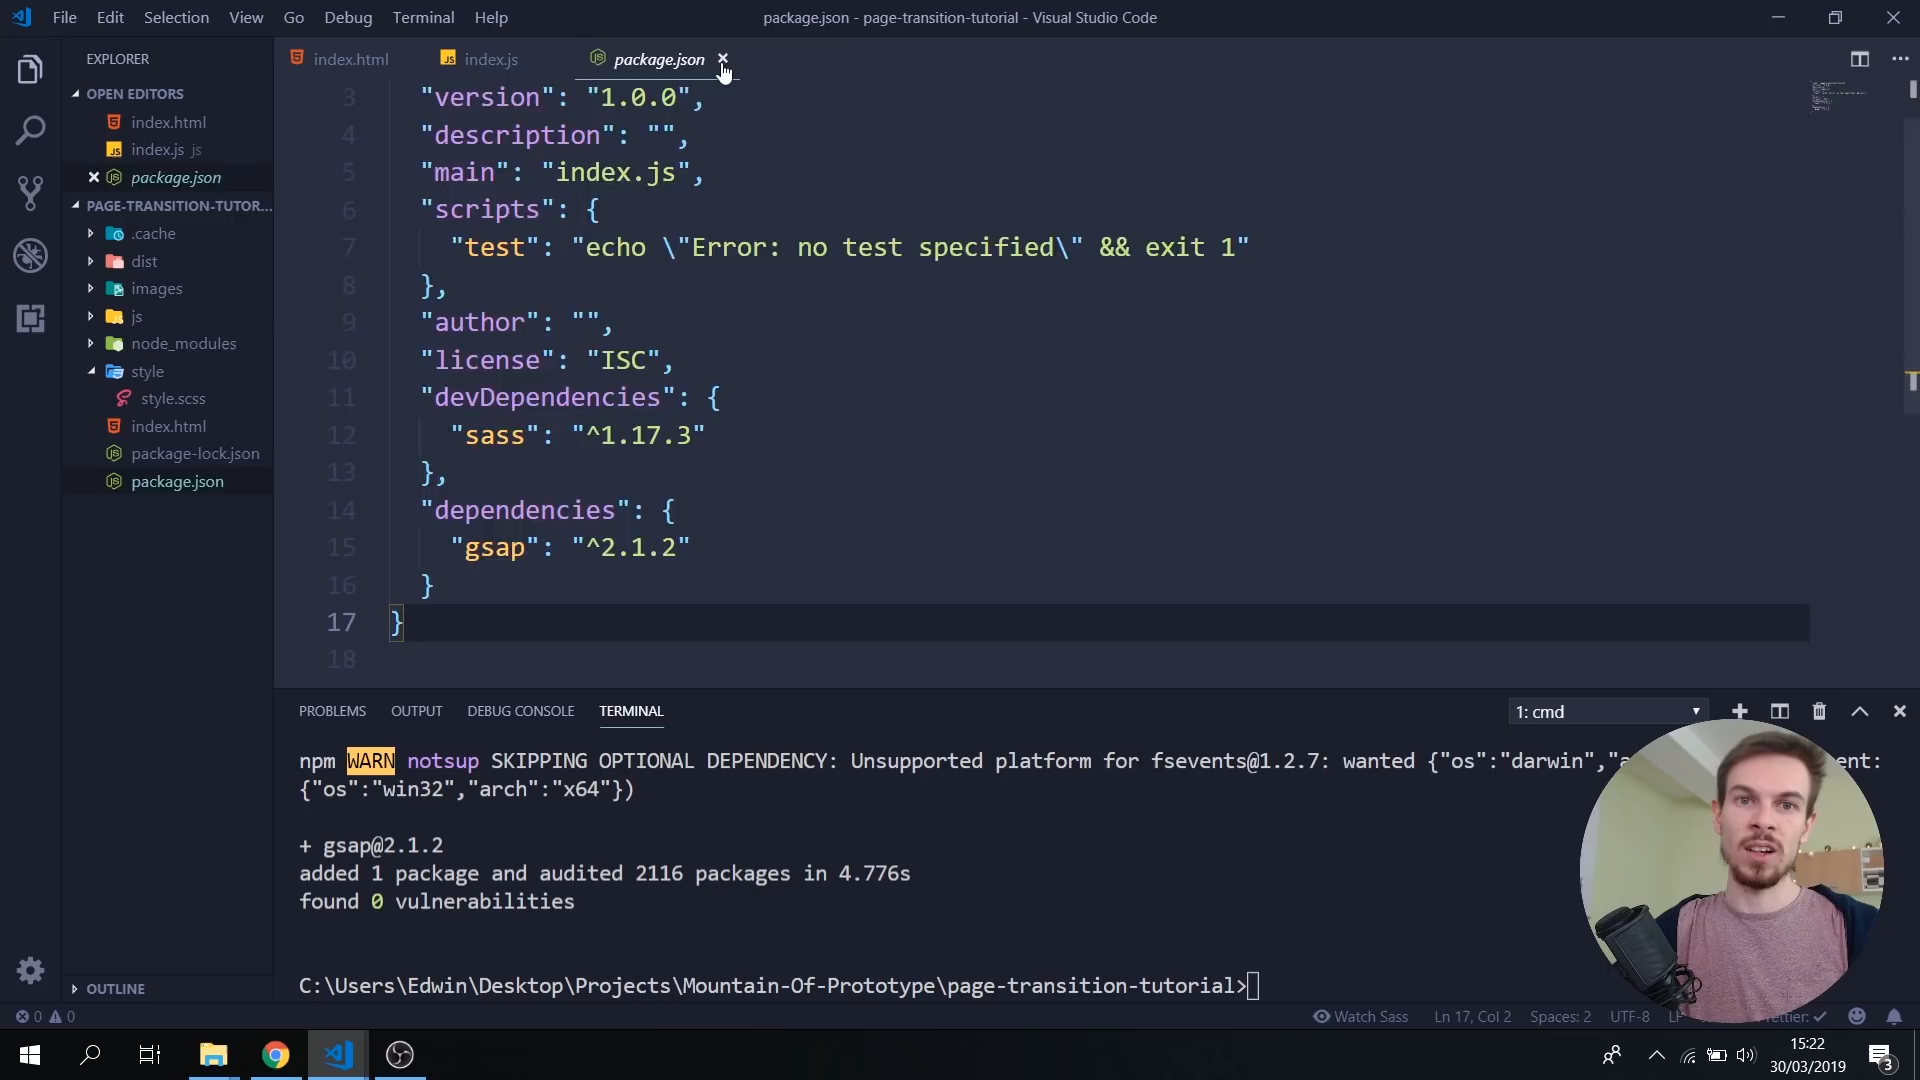 File Edit Selection View Go Debug Terminal Help
package.json - page-transition-tutorial - Visual Studio Code
EXPLORER
OPEN EDITORS
index.html
index.js js
package.json
PAGE-TRANSITION-TUTOR...
.cache
dist
images
js
node_modules
style
style.scss
index.html
package-lock.json
package.json
OUTLINE
index.html index.js package.json
3 "version": "1.0.0",
4 "description": "",
5 "main": "index.js",
6 "scripts": {
7 "test": "echo \"Error: no test specified\" && exit 1"
8 },
9 "author": "",
10 "license": "ISC",
11 "devDependencies": {
12 "sass": "^1.17.3"
13 },
14 "dependencies": {
15 "gsap": "^2.1.2"
16 }
17 }
18
PROBLEMS OUTPUT DEBUG CONSOLE TERMINAL
1: cmd
npm WARN notsup SKIPPING OPTIONAL DEPENDENCY: Unsupported platform for fsevents@1.2.7: wanted {"os":"darwin",
{"os":"win32","arch":"x64"})
+ gsap@2.1.2
added 1 package and audited 2116 packages in 4.776s
found 0 vulnerabilities
C:\Users\Edwin\Desktop\Projects\Mountain-Of-Prototype\page-transition-tutorial>
0 0
Watch Sass Ln 17, Col 2 Spaces: 2 UTF-8
15:22
30/03/2019
3